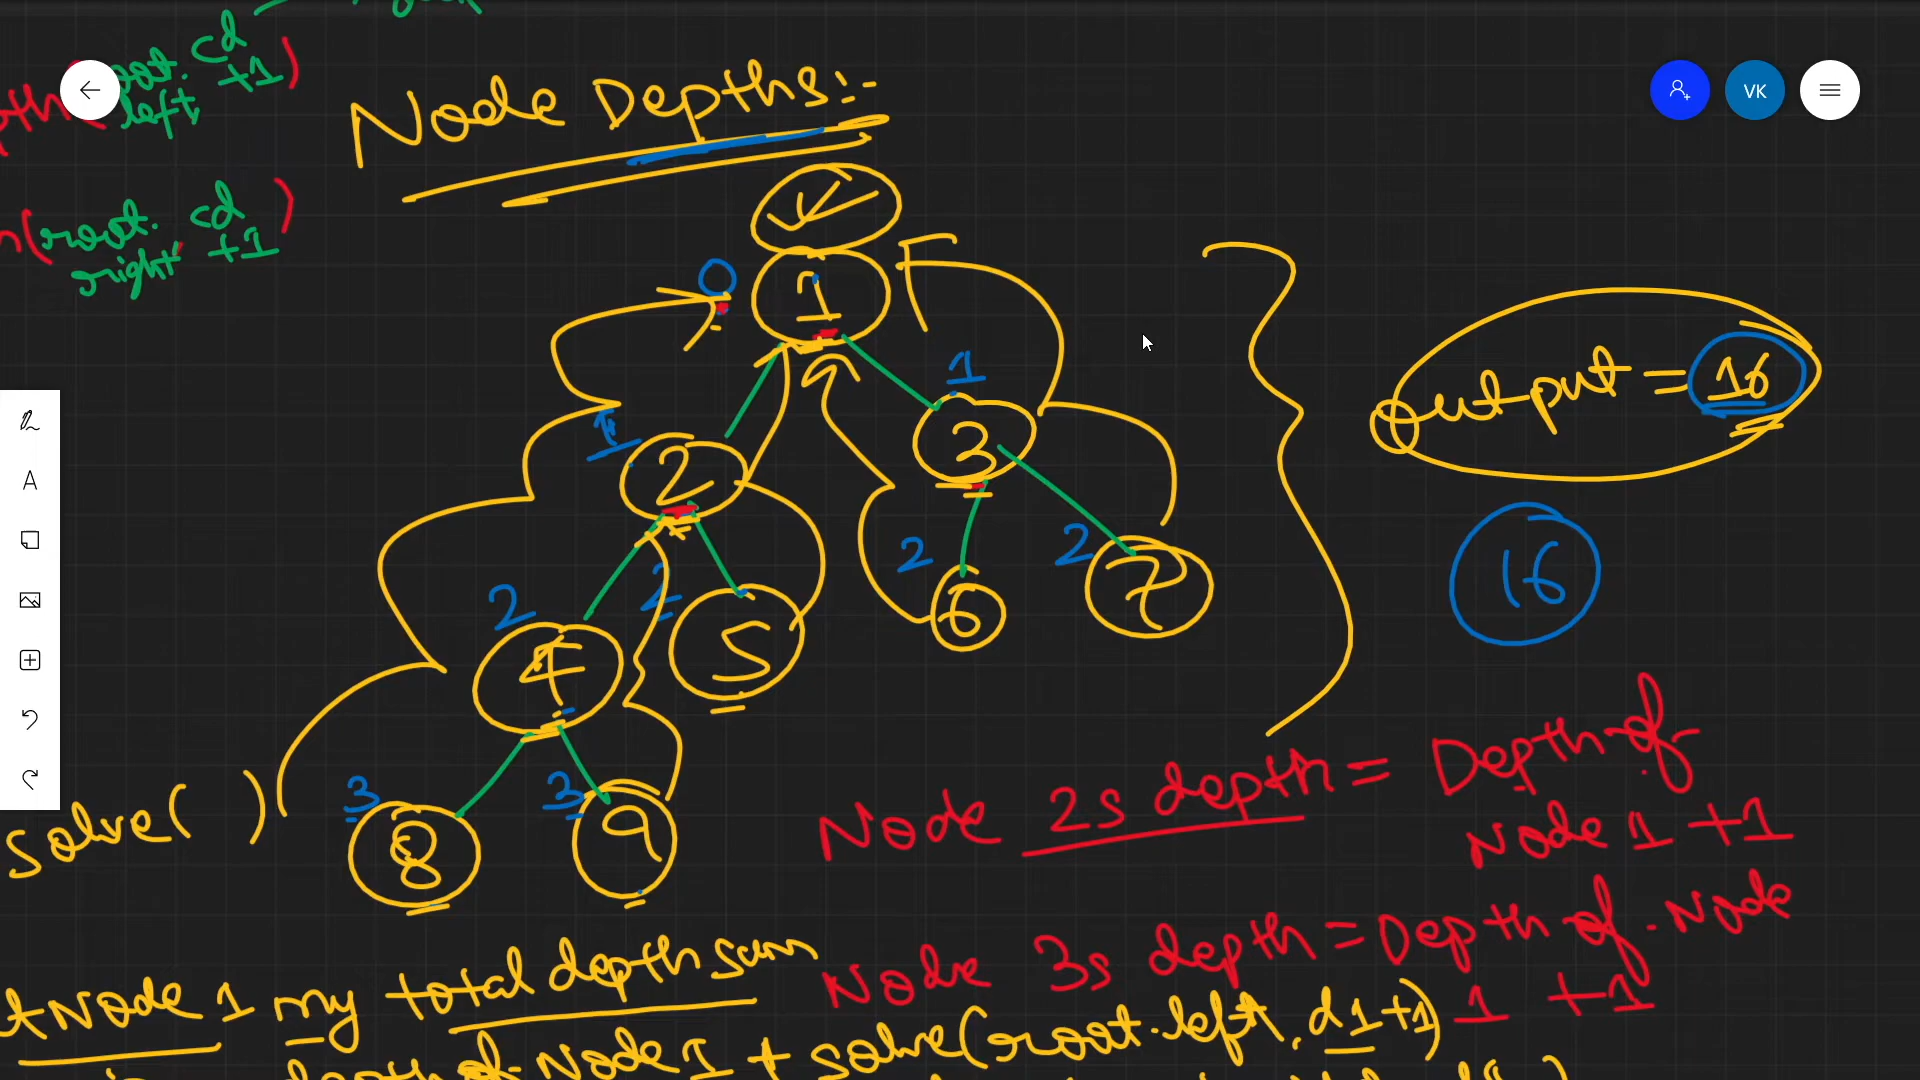 cd
root.
+1)
left
Node Depths:-
VK
root. cd
right +1)
0
1
1
1
2
3
output = 16
2
2
2
16
4
5
6
7
3
3
8
9
solve( )
Node 2s depth = Depth of
Node 1 +1
Node 3s depth = Depth of Node
1 +1
Node 1 my total depth sum
depth of Node 1 + solve(root.left, d1+1)